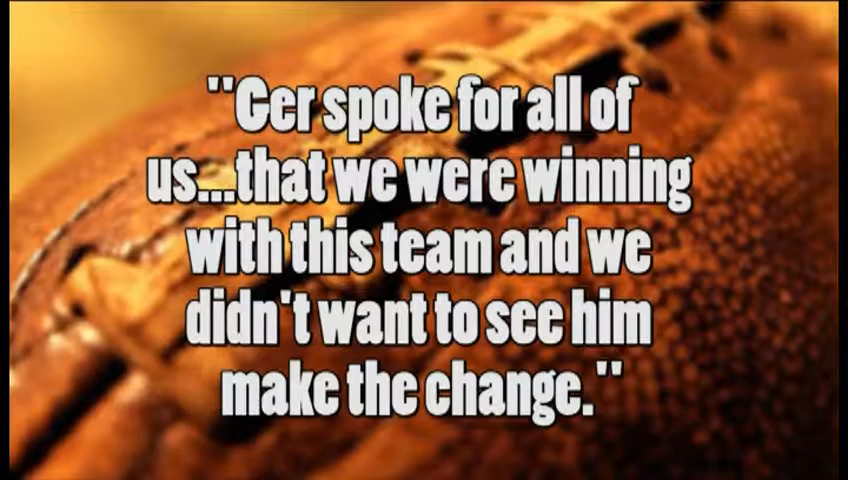 "Ger spoke for all of
us...that we were winning
with this team and we
didn't want to see him
make the change."